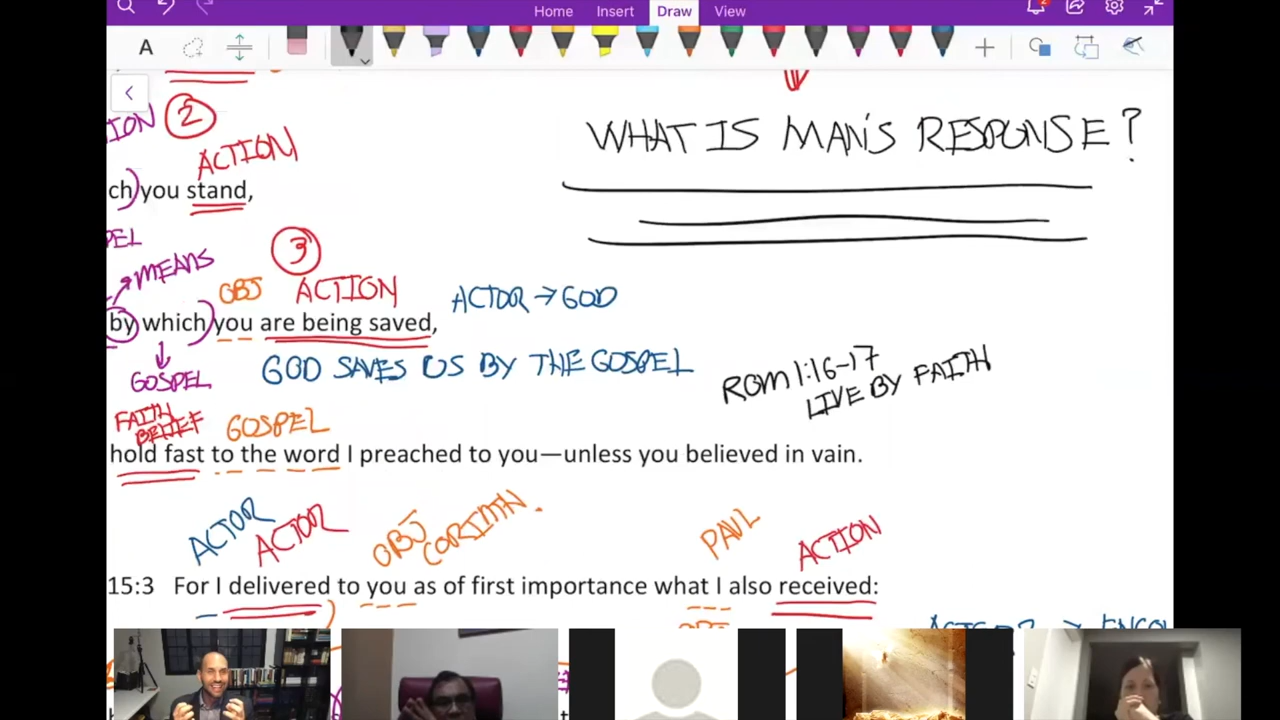 Home Insert Draw View
A
2
ACTION
WHAT IS MAN'S RESPONSE?
ch) you stand,
3
MEANS
OBJ ACTION ACTOR → GOD
by which) you are being saved,
GOSPEL GOD SAVES US BY THE GOSPEL
ROM 1:16-17
LIVE BY FAITH
FAITH
BELIEF GOSPEL
hold fast to the word I preached to you—unless you believed in vain.
ACTOR ACTOR OBJ CORINTH. PAUL ACTION
15:3 For I delivered to you as of first importance what I also received: